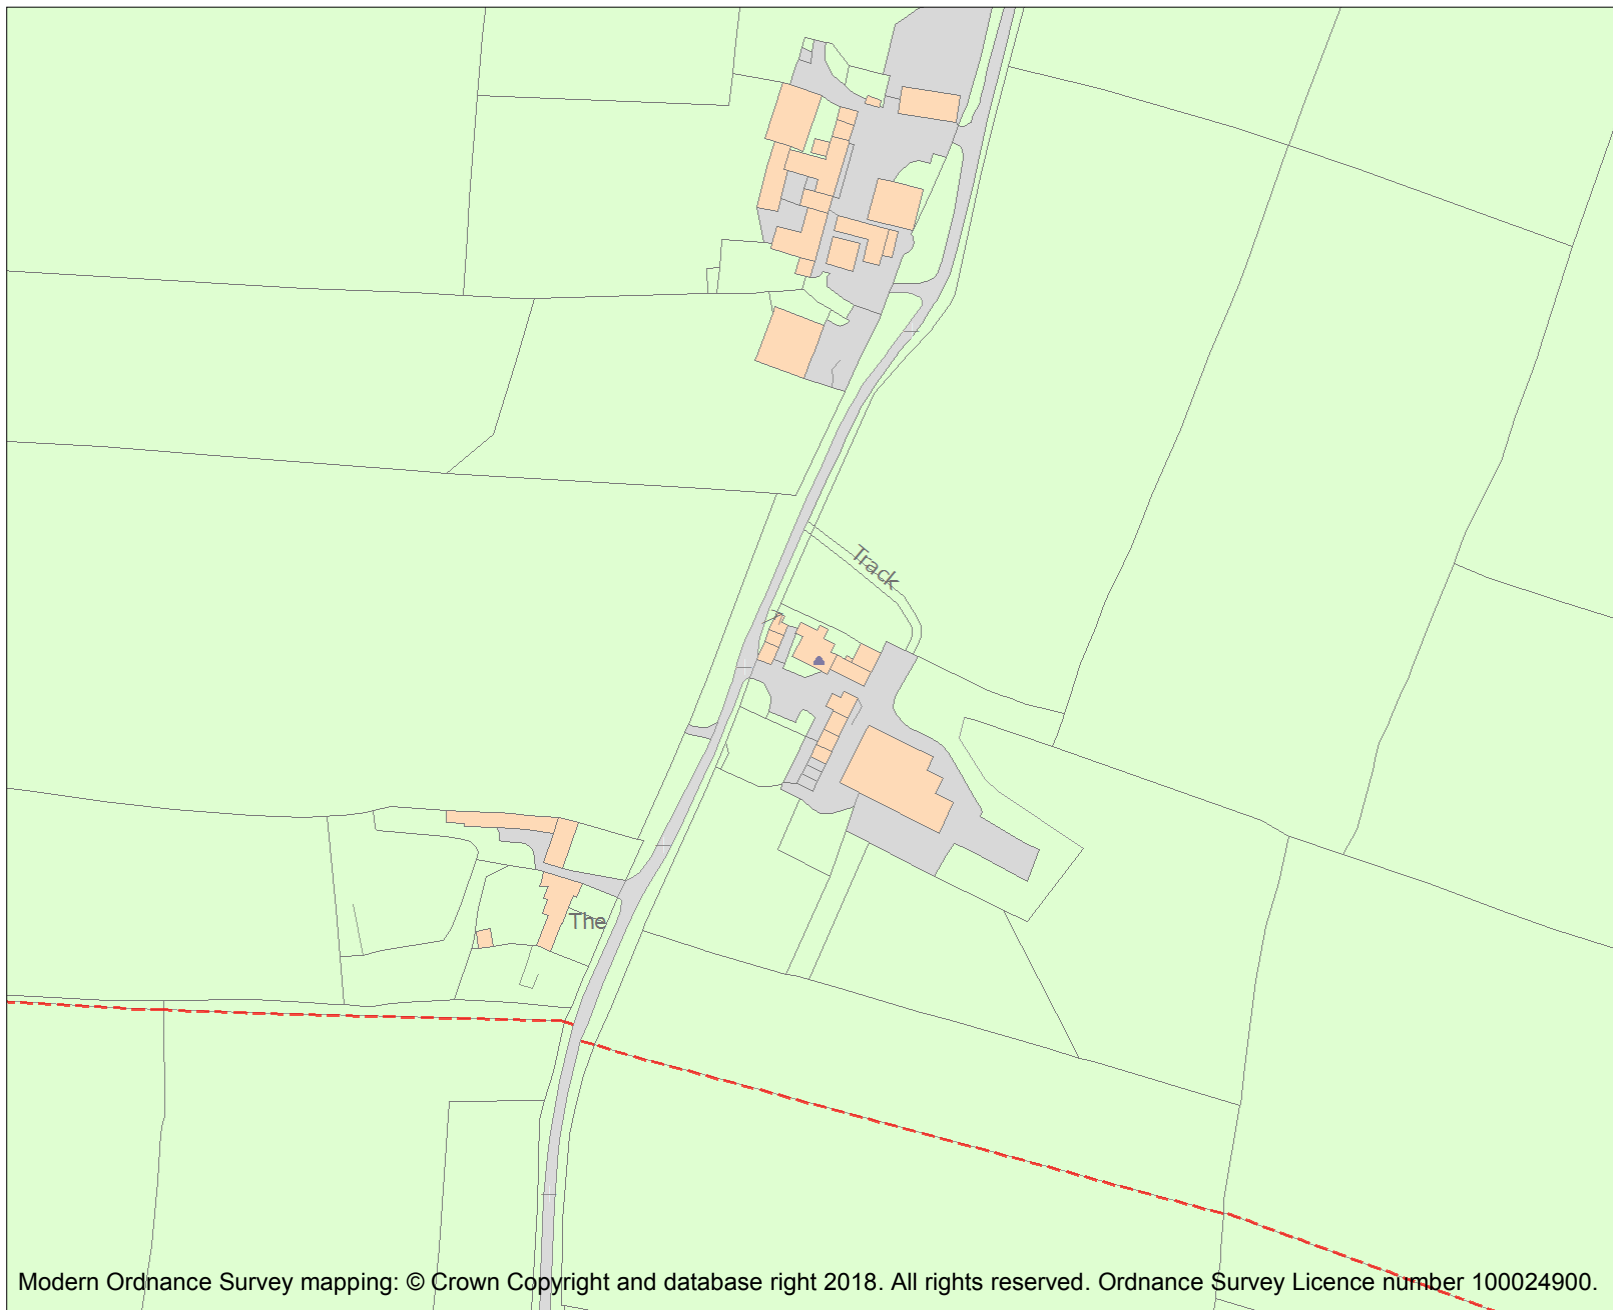 Track
The
Modern Ordnance Survey mapping: © Crown Copyright and database right 2018. All rights reserved. Ordnance Survey Licence number 100024900.